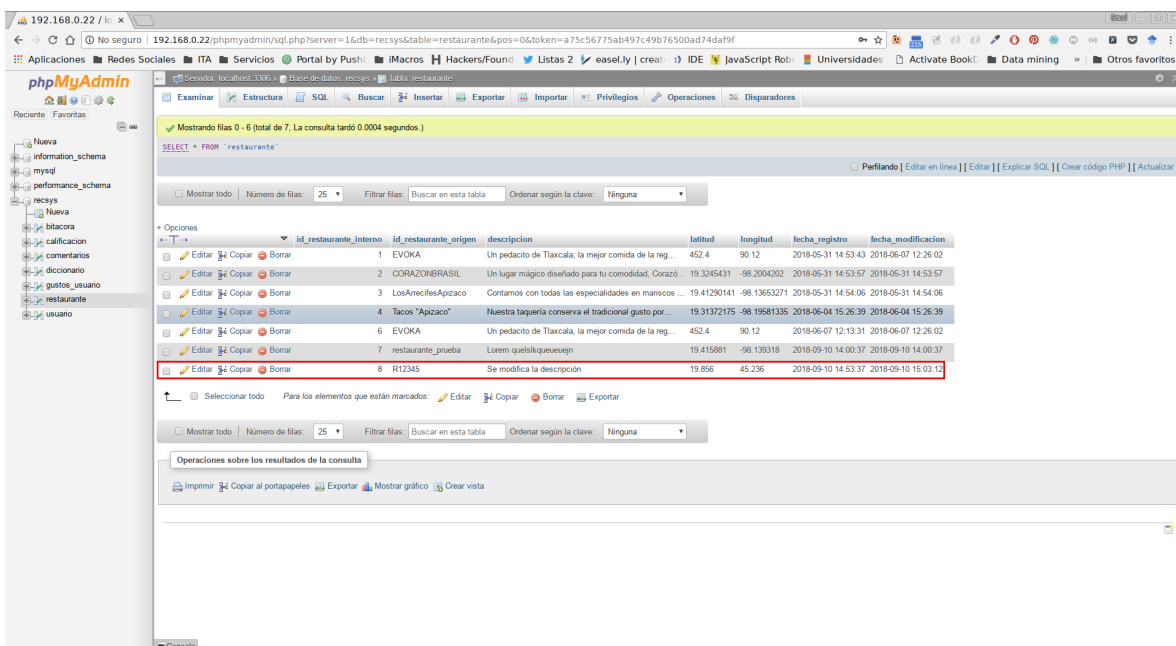 192.168.0.22 / lo ×
Saul
No seguro | 192.168.0.22/phpmyadmin/sql.php?server=1&db=recsys&table=restaurante&pos=0&token=a75c56775ab497c49b76500ad74daf9f
Aplicaciones Redes Sociales ITA Servicios Portal by Push! iMacros Hackers/Found. Listas 2 easel.ly | creat IDE JavaScript Rob Universidades Activate BookD Data mining » Otros favoritos
phpMyAdmin
Reciente Favoritas
Nueva
information_schema
mysql
performance_schema
recsys
Nueva
bitacora
calificacion
comentarios
diccionario
gustos_usuario
restaurante
usuario
Servidor: localhost:3306 » Base de datos: recsys » Tabla: restaurante
Examinar Estructura SQL Buscar Insertar Exportar Importar Privilegios Operaciones Disparadores
Mostrando filas 0 - 6 (total de 7, La consulta tardó 0.0004 segundos.)
SELECT * FROM `restaurante`
Perfilando [ Editar en línea ] [ Editar ] [ Explicar SQL ] [ Crear código PHP ] [ Actualizar
Mostrar todo | Número de filas: 25 Filtrar filas: Buscar en esta tabla Ordenar según la clave: Ninguna
+ Opciones
←T→ id_restaurante_interno id_restaurante_origen descripcion latitud longitud fecha_registro fecha_modificacion
Editar Copiar Borrar 1 EVOKA Un pedacito de Tlaxcala, la mejor comida de la reg... 452.4 90.12 2018-05-31 14:53:43 2018-06-07 12:26:02
Editar Copiar Borrar 2 CORAZONBRASIL Un lugar mágico diseñado para tu comodidad, Corazó... 19.3245431 -98.2004202 2018-05-31 14:53:57 2018-05-31 14:53:57
Editar Copiar Borrar 3 LosArrecifesApizaco Contamos con todas las especialidades en mariscos ... 19.41290141 -98.13653271 2018-05-31 14:54:06 2018-05-31 14:54:06
Editar Copiar Borrar 4 Tacos "Apizaco" Nuestra taquería conserva el tradicional gusto por... 19.31372175 -98.19581335 2018-06-04 15:26:39 2018-06-04 15:26:39
Editar Copiar Borrar 6 EVOKA Un pedacito de Tlaxcala, la mejor comida de la reg... 452.4 90.12 2018-06-07 12:13:31 2018-06-07 12:26:02
Editar Copiar Borrar 7 restaurante_prueba Lorem quelslkqueueuejn 19.415881 -98.139318 2018-09-10 14:00:37 2018-09-10 14:00:37
Editar Copiar Borrar 8 R12345 Se modifica la descripción 19.856 45.236 2018-09-10 14:53:37 2018-09-10 15:03:12
Seleccionar todo Para los elementos que están marcados: Editar Copiar Borrar Exportar
Mostrar todo | Número de filas: 25 Filtrar filas: Buscar en esta tabla Ordenar según la clave: Ninguna
Operaciones sobre los resultados de la consulta
Imprimir Copiar al portapapeles Exportar Mostrar gráfico Crear vista
Consola